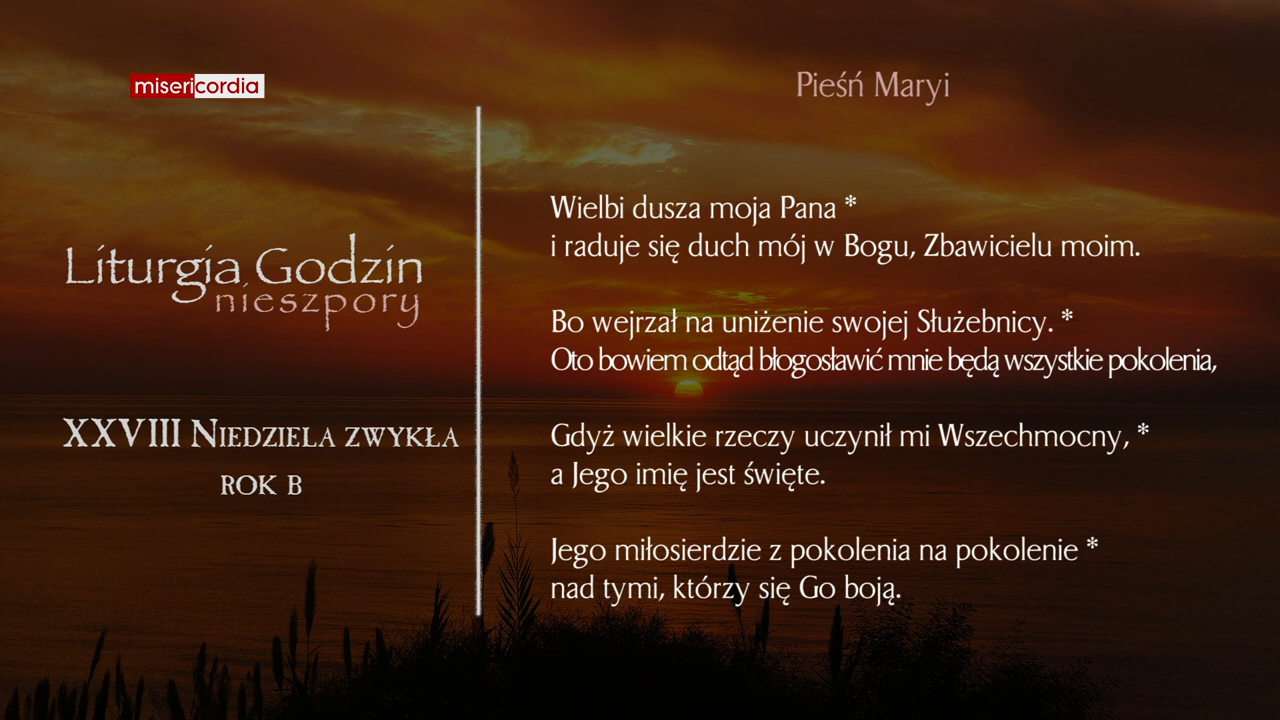 misericordia
Liturgia Godzin
nieszpory
XXVIII Niedziela zwykła
rok B
Pieśń Maryi
Wielbi dusza moja Pana *
i raduje się duch mój w Bogu, Zbawicielu moim.
Bo wejrzał na uniżenie swojej Służebnicy. *
Oto bowiem odtąd błogosławić mnie będą wszystkie pokolenia,
Gdyż wielkie rzeczy uczynił mi Wszechmocny, *
a Jego imię jest święte.
Jego miłosierdzie z pokolenia na pokolenie *
nad tymi, którzy się Go boją.